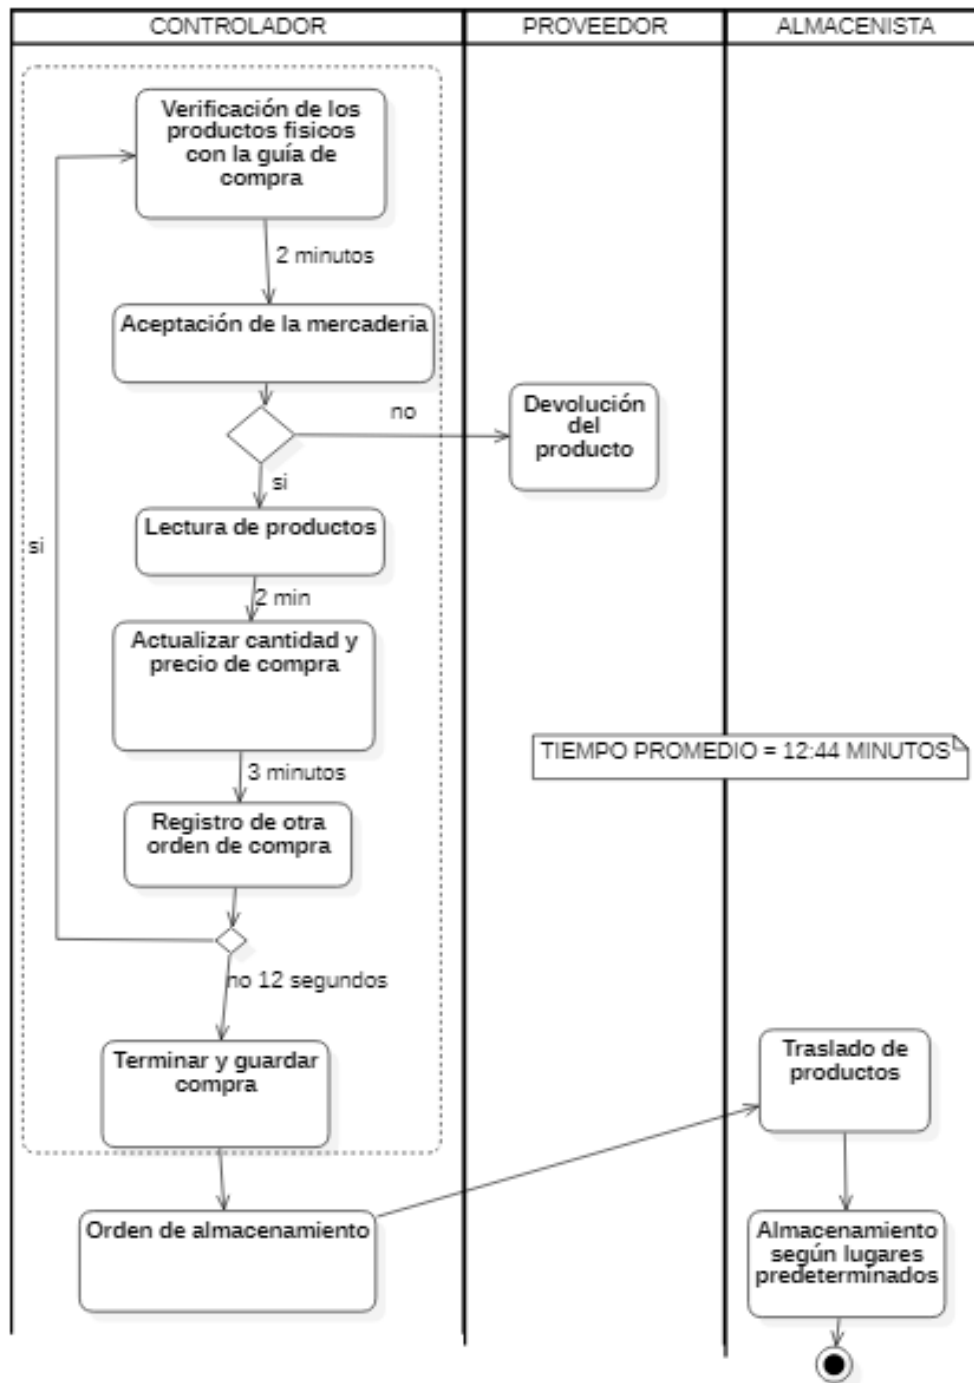 CONTROLADOR
PROVEEDOR
ALMACENISTA
Verificación de los
productos fisicos
con la guía de
compra
2 minutos
Aceptación de la mercaderia
no
Devolución
del
producto
si
Lectura de productos
si
2 min
Actualizar cantidad y
precio de compra
TIEMPO PROMEDIO = 12:44 MINUTOS
3 minutos
Registro de otra
orden de compra
no 12 segundos
Terminar y guardar
compra
Traslado de
productos
Orden de almacenamiento
Almacenamiento
según lugares
predeterminados